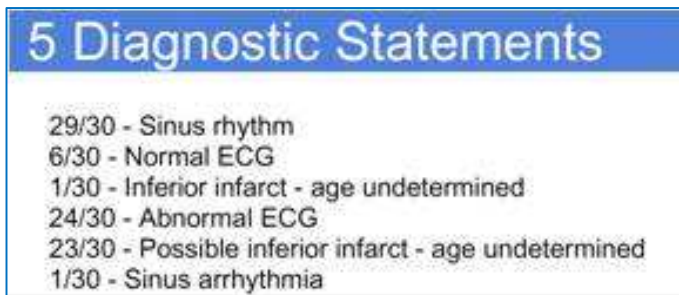 5 Diagnostic Statements
29/30 - Sinus rhythm
6/30 - Normal ECG
1/30 - Inferior infarct - age undetermined
24/30 - Abnormal ECG
23/30 - Possible inferior infarct - age undetermined
1/30 - Sinus arrhythmia